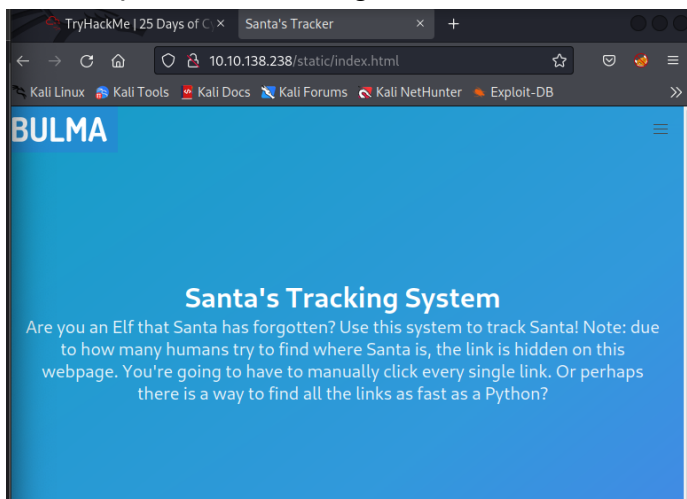 TryHackMe | 25 Days of C
Santa's Tracker
10.10.138.238/static/index.html
Kali Linux Kali Tools Kali Docs Kali Forums Kali NetHunter Exploit-DB
BULMA
Santa's Tracking System
Are you an Elf that Santa has forgotten? Use this system to track Santa! Note: due
to how many humans try to find where Santa is, the link is hidden on this
webpage. You're going to have to manually click every single link. Or perhaps
there is a way to find all the links as fast as a Python?